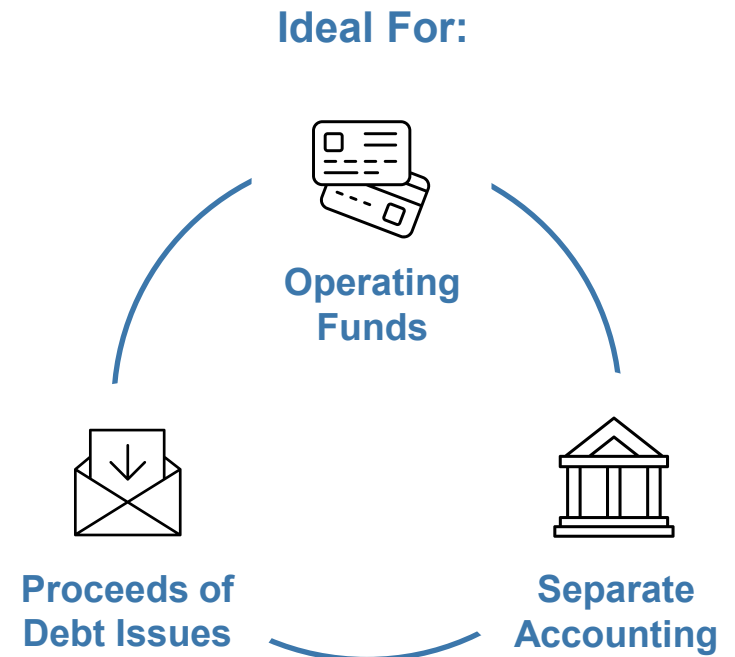 Ideal For:
Operating
Funds
Proceeds of
Debt Issues
Separate
Accounting